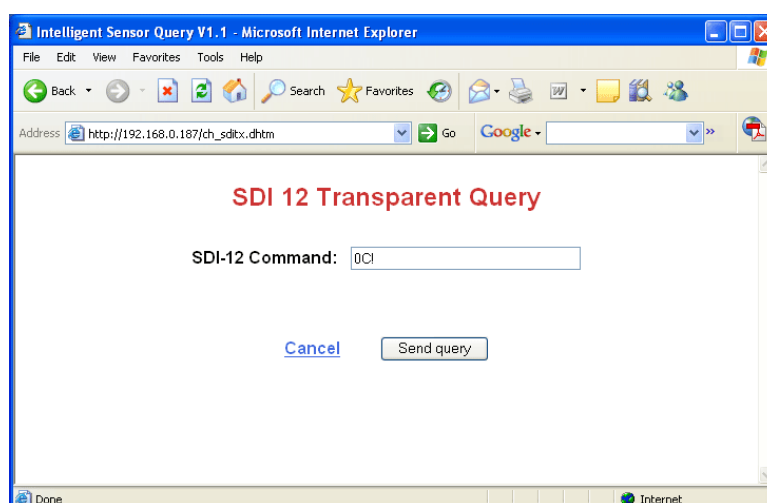 Intelligent Sensor Query V1.1 - Microsoft Internet Explorer
File Edit View Favorites Tools Help
Back Search Favorites
Address http://192.168.0.187/ch_sditx.dhtm Go Google
SDI 12 Transparent Query
SDI-12 Command: 0C!
Cancel Send query
Done Internet